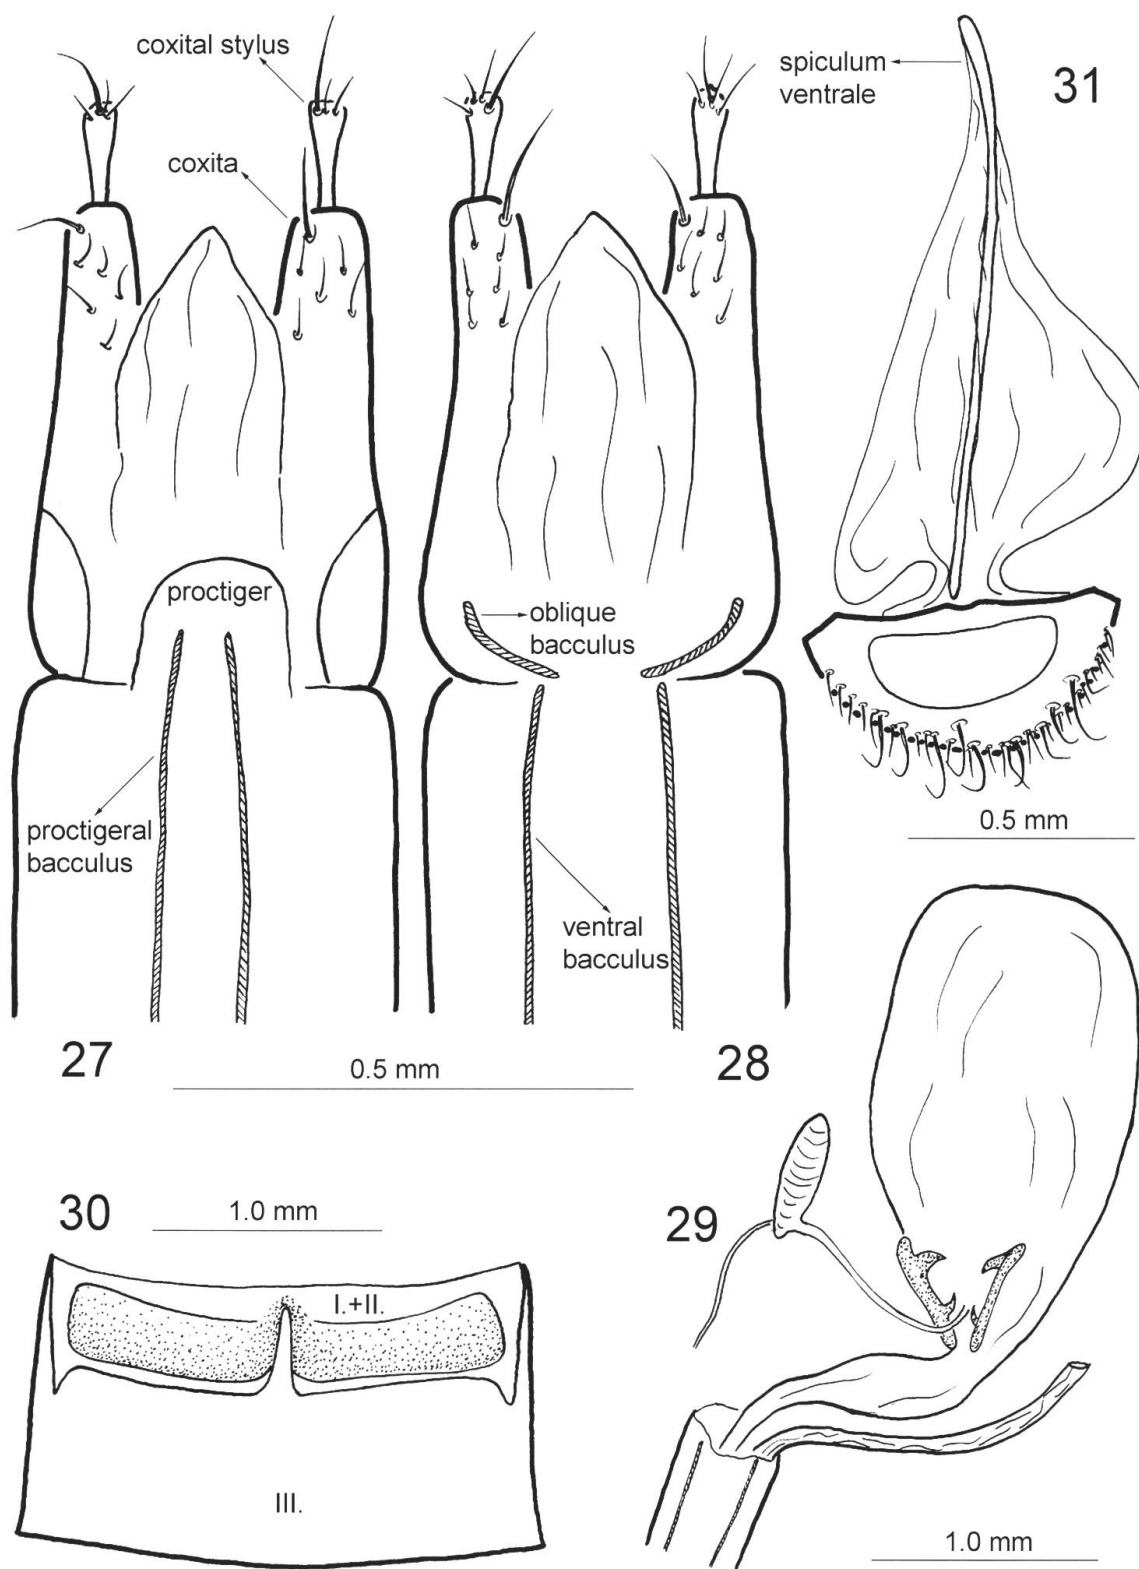 coxital stylus
coxita
spiculum
ventrale
31
proctiger
oblique
bacculus
0.5 mm
proctigeral
bacculus
ventral
bacculus
27
0.5 mm
28
30
1.0 mm
29
I.+II.
III.
1.0 mm